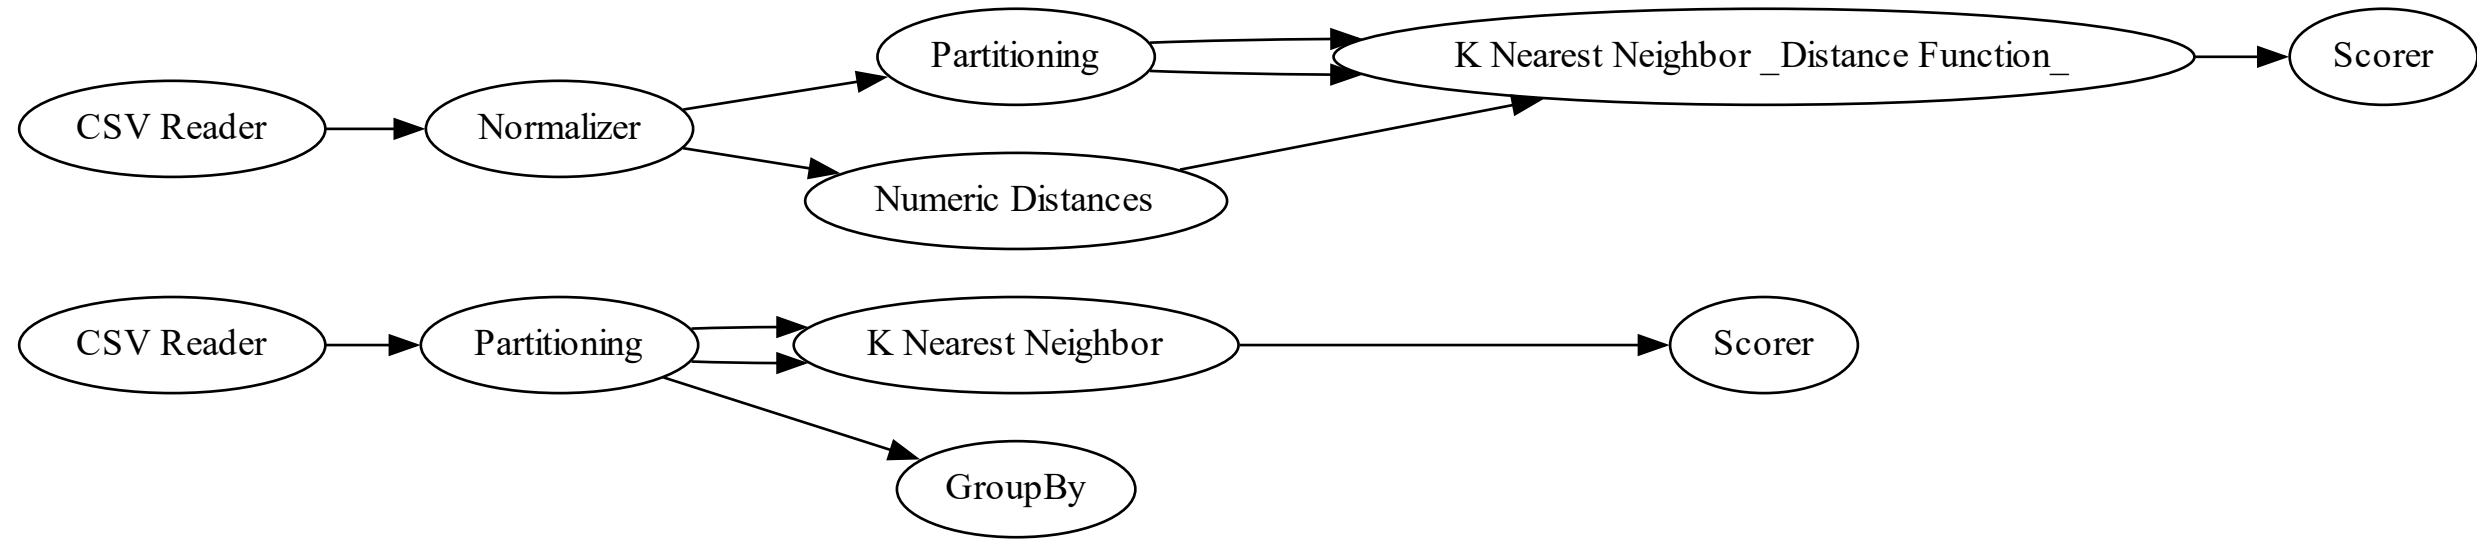 Partitioning
K Nearest Neighbor _Distance Function_
Scorer
CSV Reader
Normalizer
Numeric Distances
CSV Reader
Partitioning
K Nearest Neighbor
Scorer
GroupBy